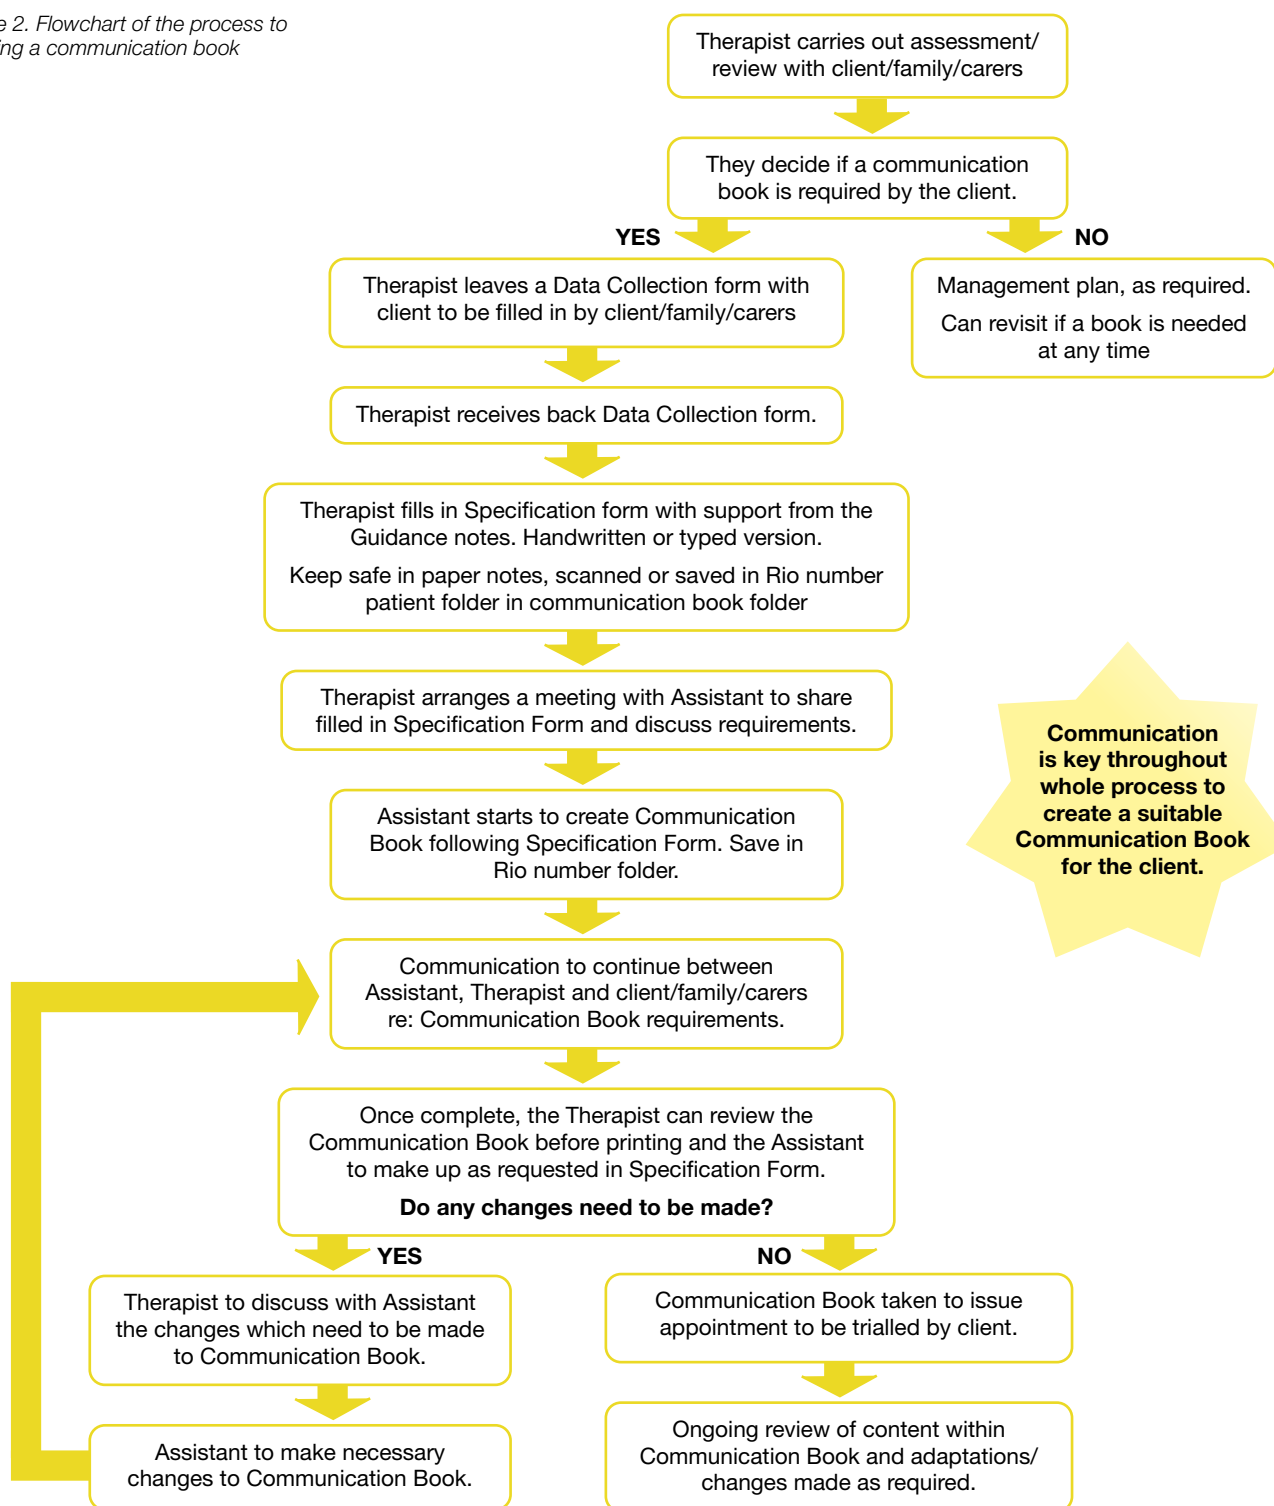 e 2. Flowchart of the process to
ing a communication book
Therapist carries out assessment/
review with client/family/carers
They decide if a communication
book is required by the client.
YES
NO
Therapist leaves a Data Collection form with
client to be filled in by client/family/carers
Management plan, as required.
Can revisit if a book is needed
at any time
Therapist receives back Data Collection form.
Therapist fills in Specification form with support from the
Guidance notes. Handwritten or typed version.
Keep safe in paper notes, scanned or saved in Rio number
patient folder in communication book folder
Therapist arranges a meeting with Assistant to share
filled in Specification Form and discuss requirements.
Communication
is key throughout
whole process to
create a suitable
Communication Book
for the client.
Assistant starts to create Communication
Book following Specification Form. Save in
Rio number folder.
Communication to continue between
Assistant, Therapist and client/family/carers
re: Communication Book requirements.
Once complete, the Therapist can review the
Communication Book before printing and the Assistant
to make up as requested in Specification Form.
Do any changes need to be made?
YES
NO
Therapist to discuss with Assistant
the changes which need to be made
to Communication Book.
Communication Book taken to issue
appointment to be trialled by client.
Assistant to make necessary
changes to Communication Book.
Ongoing review of content within
Communication Book and adaptations/
changes made as required.